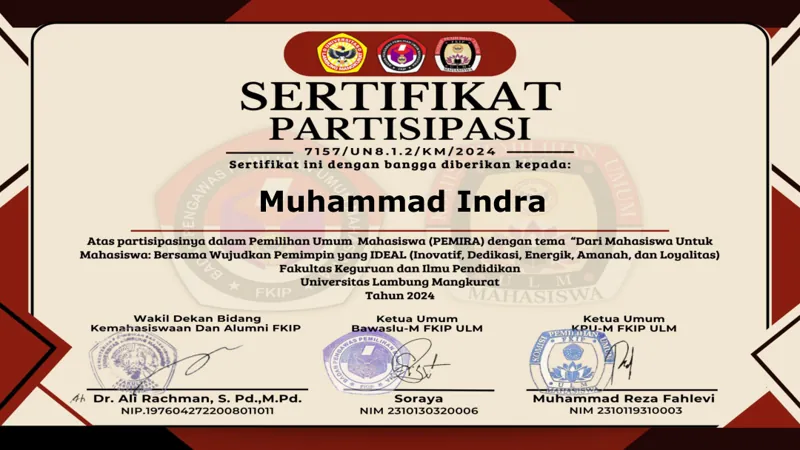 SERTIFIKAT
PARTISIPASI
7157/UN8.1.2/KM/2024
Sertifikat ini dengan bangga diberikan kepada:
Muhammad Indra
Atas partisipasinya dalam Pemilihan Umum Mahasiswa (PEMIRA) dengan tema "Dari Mahasiswa Untuk
Mahasiswa: Bersama Wujudkan Pemimpin yang IDEAL (Inovatif, Dedikasi, Energik, Amanah, dan Loyalitas)
Fakultas Keguruan dan Ilmu Pendidikan
Universitas Lambung Mangkurat
Tahun 2024
Wakil Dekan Bidang
Kemahasiswaan Dan Alumni FKIP
Dr. Ali Rachman, S. Pd.,M.Pd.
NIP.1976042722008011011
Ketua Umum
Bawaslu-M FKIP ULM
Soraya
NIM 2310130320006
Ketua Umum
KPU-M FKIP ULM
Muhammad Reza Fahlevi
NIM 2310119310003